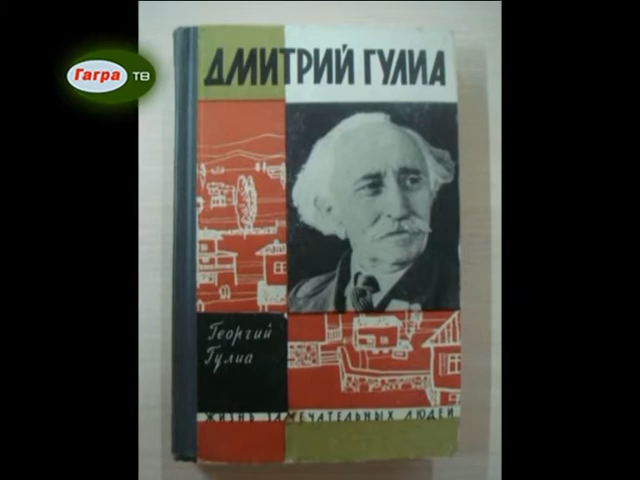 Гагра ТВ
ДМИТРИЙ ГУЛИА
Георгий
Гулиа
ЖИЗНЬ ЗАМЕЧАТЕЛЬНЫХ ЛЮДЕЙ